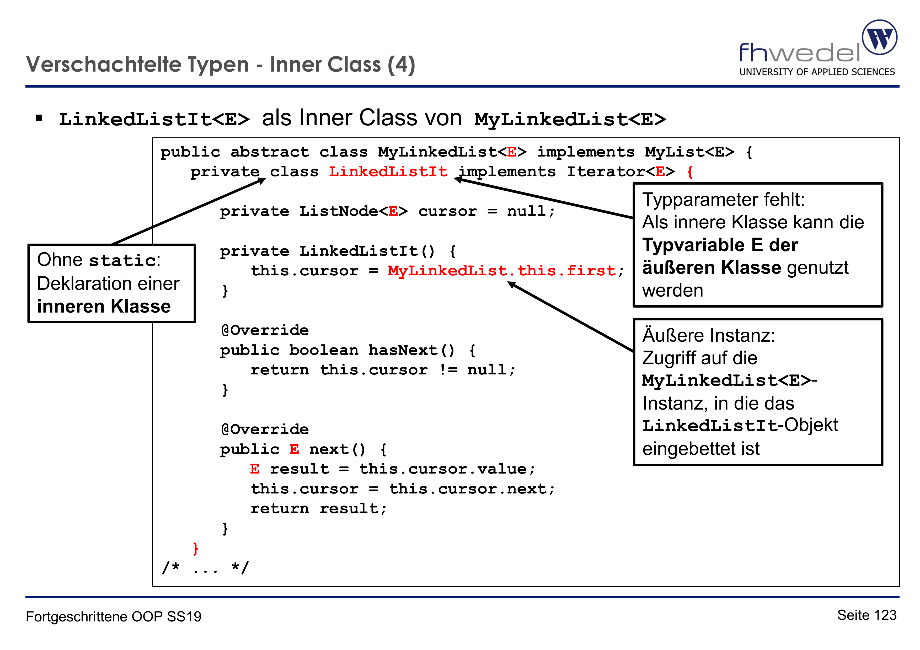 Verschachtelte Typen - Inner Class (4)
fhwedel
UNIVERSITY OF APPLIED SCIENCES
W
▪ LinkedListIt<E> als Inner Class von MyLinkedList<E>
public abstract class MyLinkedList<E> implements MyList<E> {
private class LinkedListIt implements Iterator<E> {
private ListNode<E> cursor = null;
private LinkedListIt() {
this.cursor = MyLinkedList.this.first;
}
@Override
public boolean hasNext() {
return this.cursor != null;
}
@Override
public E next() {
E result = this.cursor.value;
this.cursor = this.cursor.next;
return result;
}
}
/* ... */
Ohne static:
Deklaration einer
inneren Klasse
Typparameter fehlt:
Als innere Klasse kann die
Typvariable E der
äußeren Klasse genutzt
werden
Äußere Instanz:
Zugriff auf die
MyLinkedList<E>-
Instanz, in die das
LinkedListIt-Objekt
eingebettet ist
Fortgeschrittene OOP SS19
Seite 123